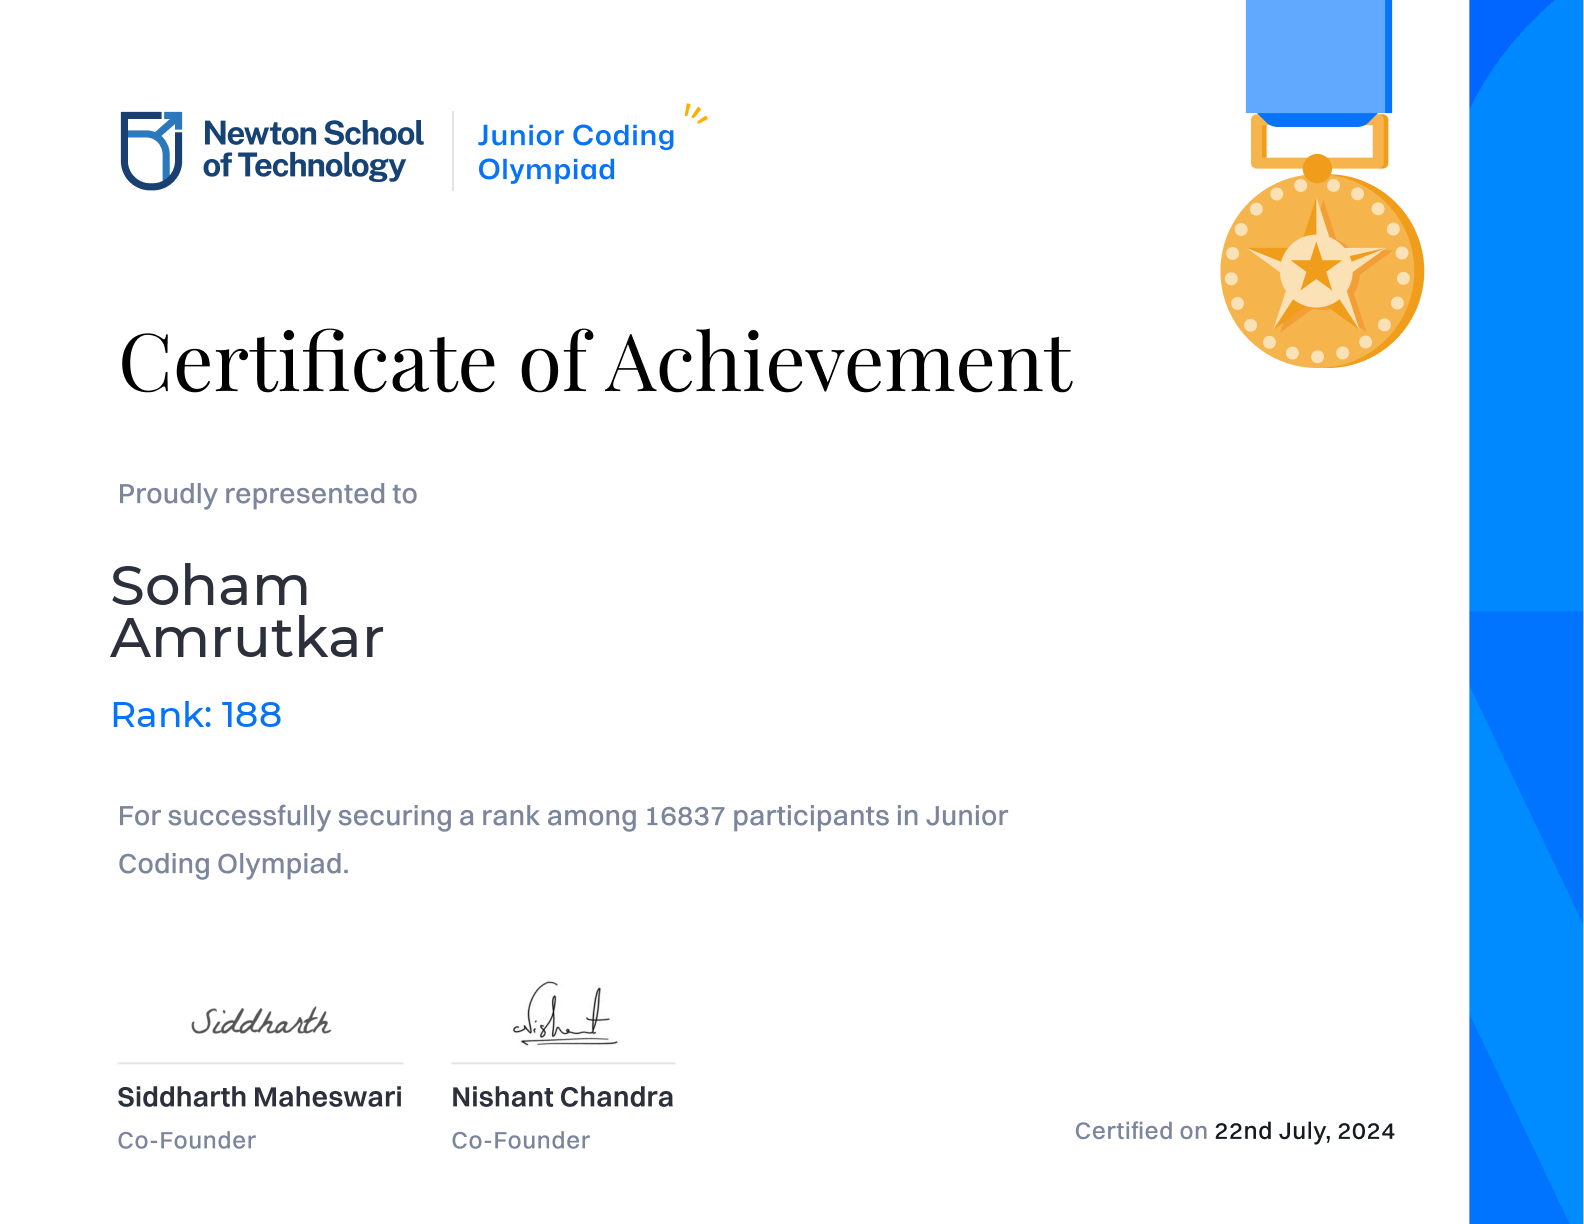 Newton School
of Technology
Junior Coding
Olympiad
Certificate of Achievement
Proudly represented to
Soham
Amrutkar
Rank: 188
For successfully securing a rank among 16837 participants in Junior
Coding Olympiad.
Siddharth
Nishant
Siddharth Maheswari
Nishant Chandra
Co-Founder
Co-Founder
Certified on 22nd July, 2024